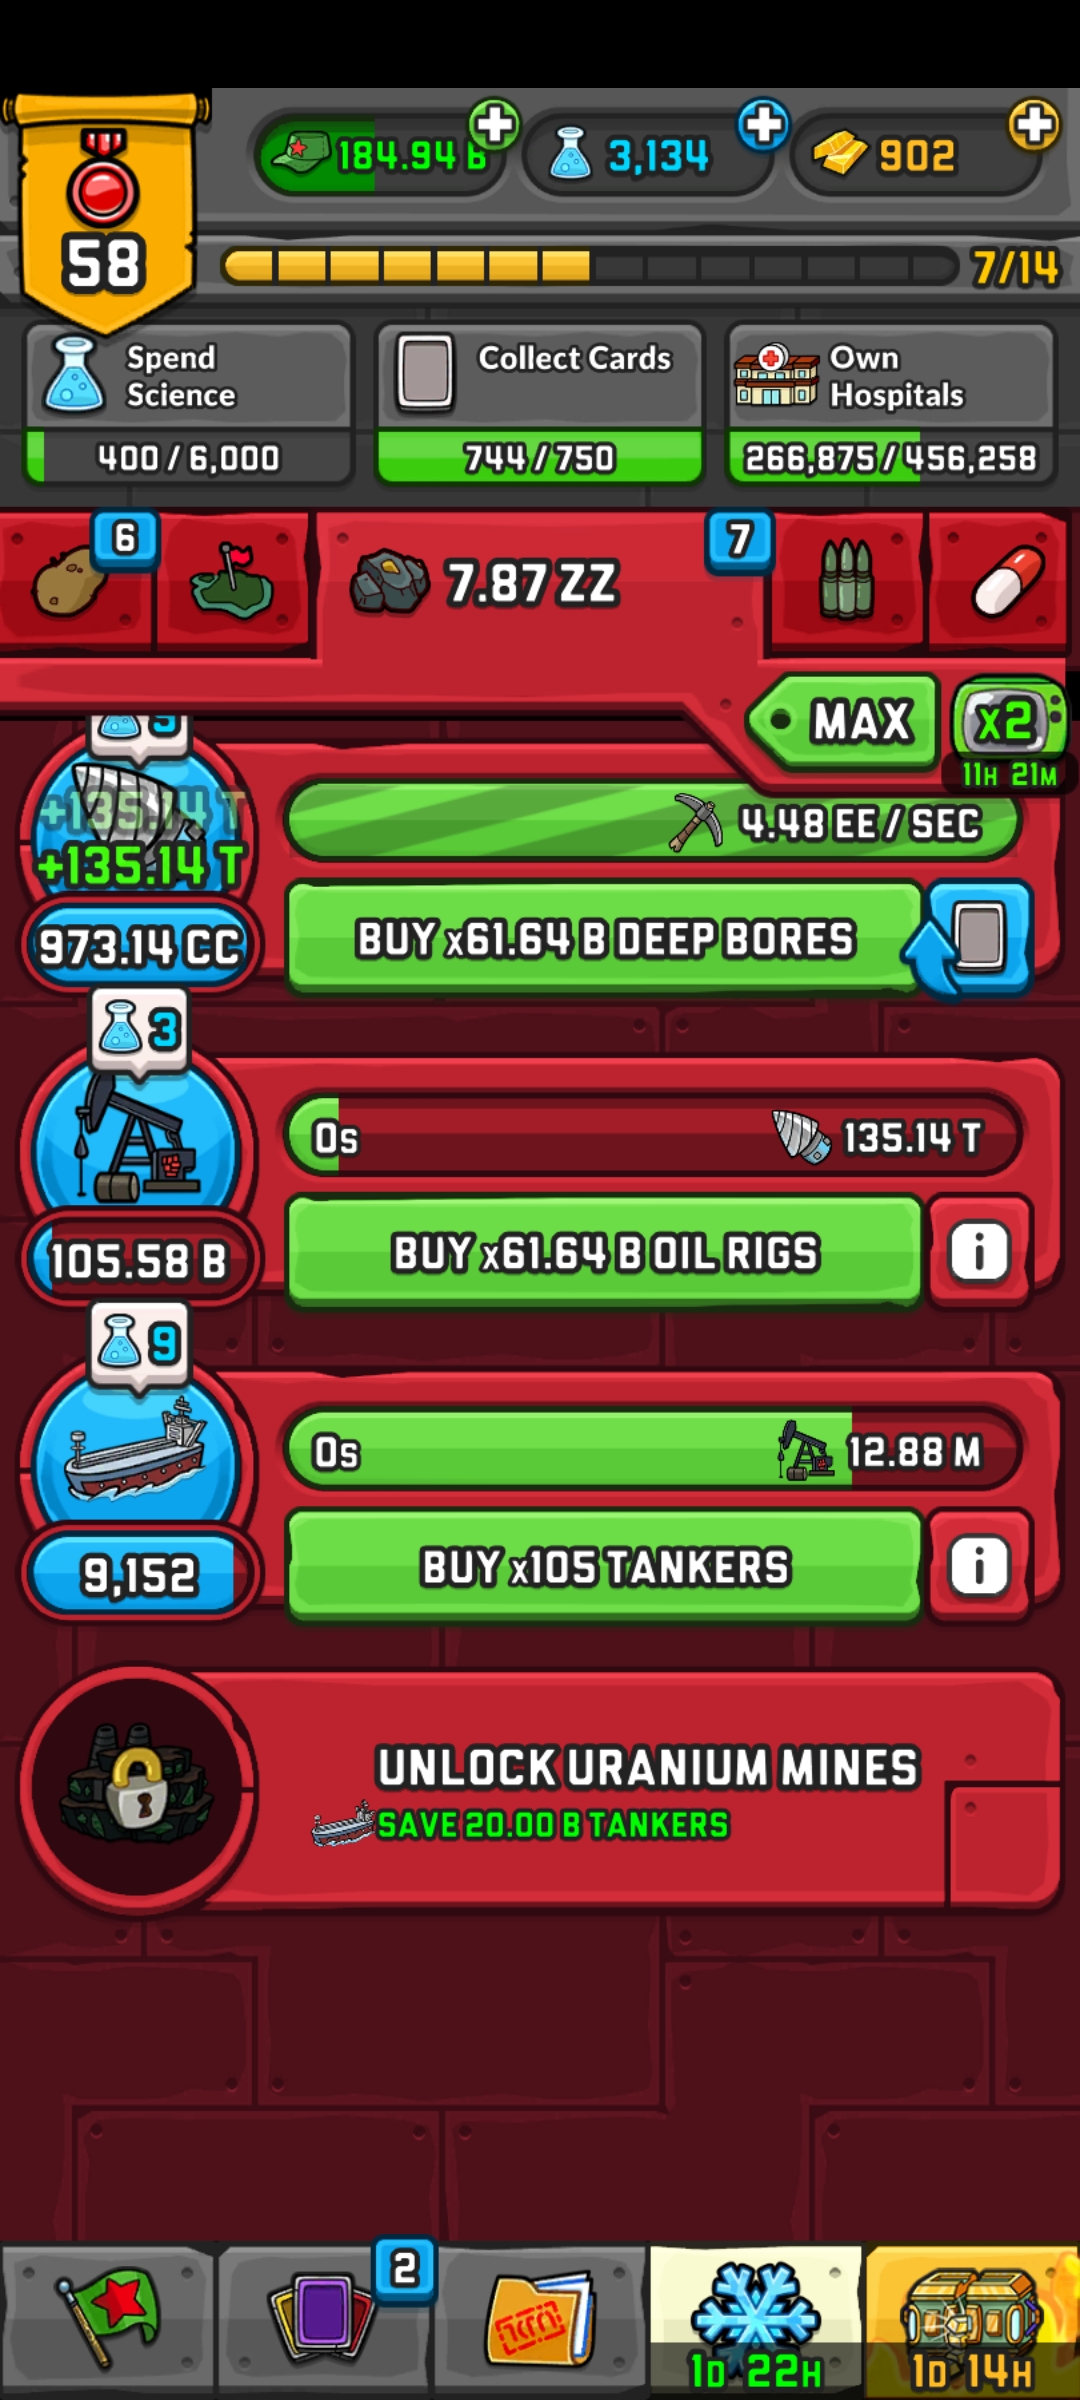 58
184.94 B
3,134
902
7/14
Spend
Science
400 / 6,000
Collect Cards
744 / 750
Own
Hospitals
266,875 / 456,258
6
7.87 ZZ
7
MAX
x2
11H 21M
+135.14 T
+135.14 T
973.14 CC
4.48 EE / SEC
BUY x61.64 B DEEP BORES
3
105.58 B
0s
135.14 T
BUY x61.64 B OIL RIGS
i
9
9,152
0s
12.88 M
BUY x105 TANKERS
i
UNLOCK URANIUM MINES
SAVE 20.00 B TANKERS
2
1D 22H
1D 14H